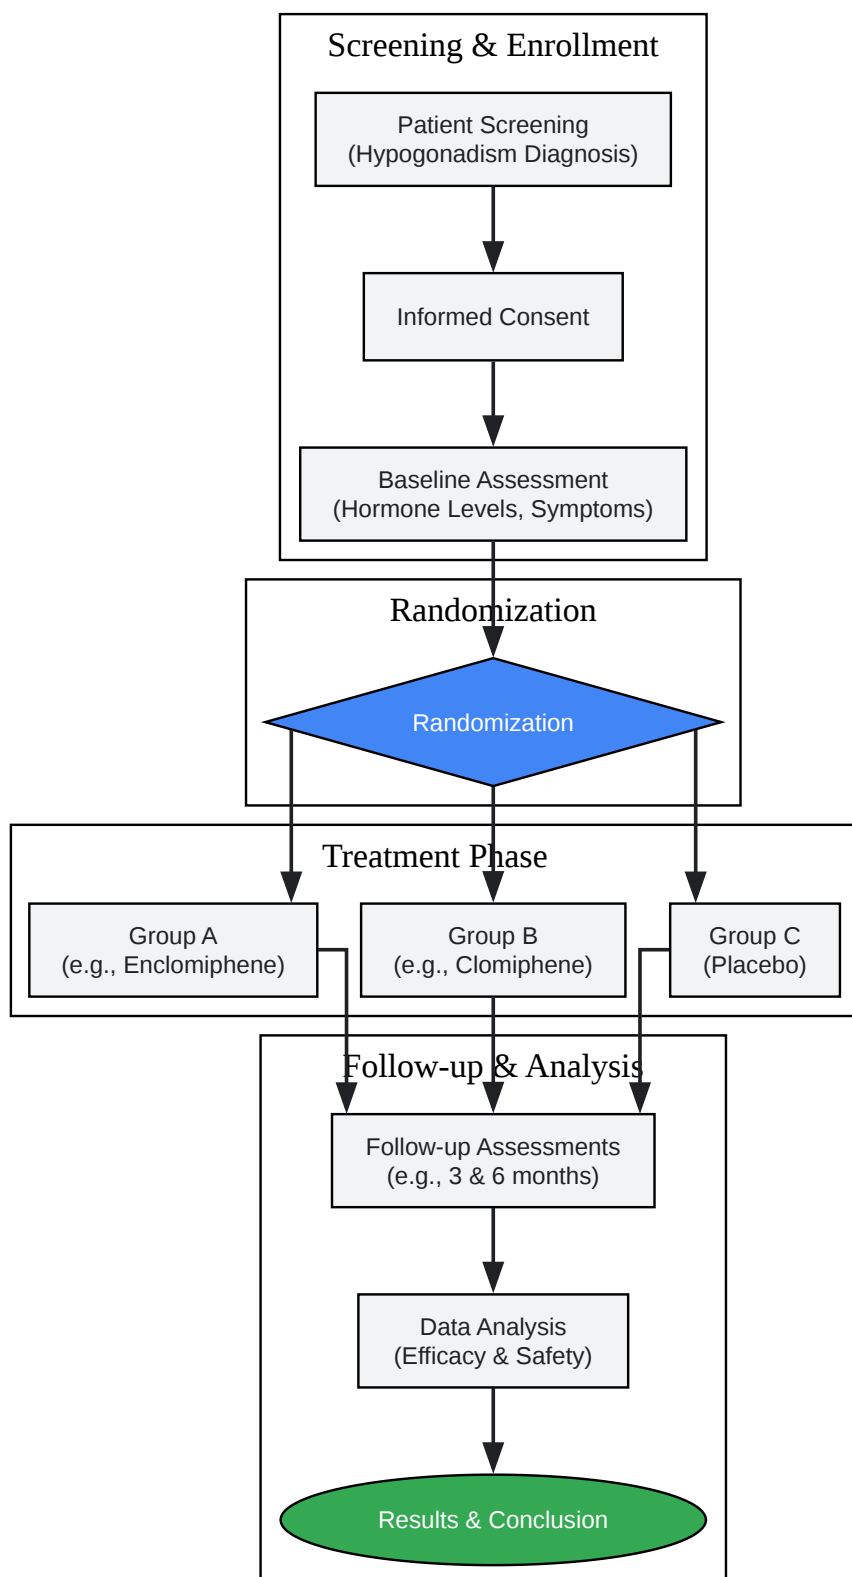 Screening & Enrollment
Patient Screening
(Hypogonadism Diagnosis)
Informed Consent
Baseline Assessment
(Hormone Levels, Symptoms)
Randomization
Randomization
Treatment Phase
Group A
(e.g., Enclomiphene)
Group B
(e.g., Clomiphene)
Group C
(Placebo)
Follow-up & Analysis
Follow-up Assessments
(e.g., 3 & 6 months)
Data Analysis
(Efficacy & Safety)
Results & Conclusion